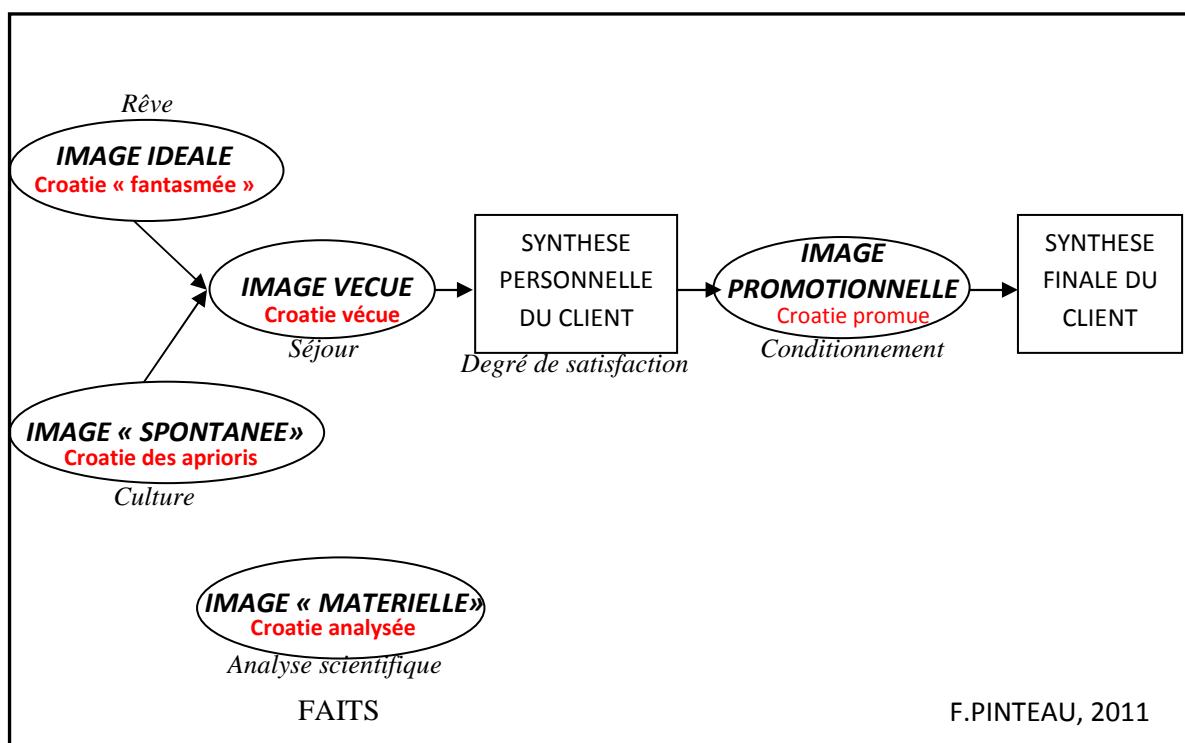 Rêve
IMAGE IDEALE
Croatie « fantasmée »
IMAGE VECUE
Croatie vécue
Séjour
SYNTHESE
PERSONNELLE
DU CLIENT
Degré de satisfaction
IMAGE
PROMOTIONNELLE
Croatie promue
Conditionnement
SYNTHESE
FINALE DU
CLIENT
IMAGE « SPONTANEE»
Croatie des aprioris
Culture
IMAGE « MATERIELLE»
Croatie analysée
Analyse scientifique
FAITS
F.PINTEAU, 2011